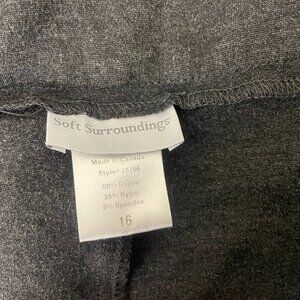 Soft Surroundings
Made in Canada
Style# 25196
68% Rayon
28% Nylon
4% Spandex
16